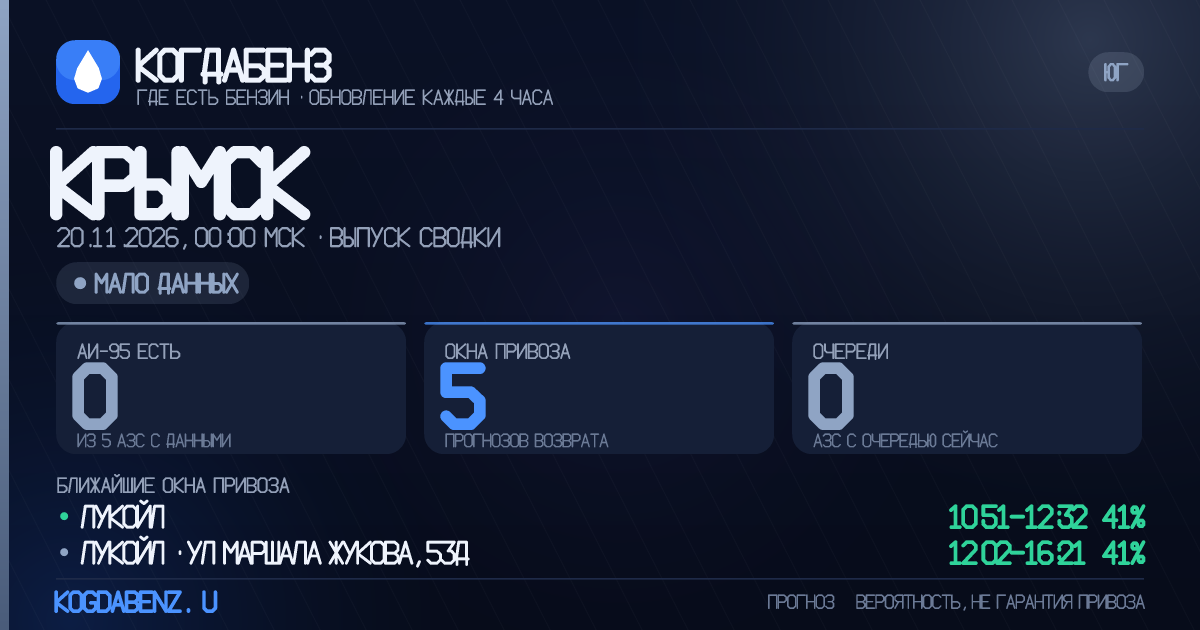 КОГДАБЕНЗ
ГДЕ ЕСТЬ БЕНЗИН · ОБНОВЛЕНИЕ КАЖДЫЕ 4 ЧАСА
ЮГ
КРЫМСК
20.11.2026, 00:00 МСК · ВЫПУСК СВОДКИ
МАЛО ДАННЫХ
АИ-95 ЕСТЬ
0
ИЗ 5 АЗС С ДАННЫМИ
ОКНА ПРИВОЗА
5
ПРОГНОЗОВ ВОЗВРАТА
ОЧЕРЕДИ
0
АЗС С ОЧЕРЕДЬЮ СЕЙЧАС
БЛИЖАЙШИЕ ОКНА ПРИВОЗА
• ЛУКОЙЛ 10:51–12:32 41%
• ЛУКОЙЛ · УЛ МАРШАЛА ЖУКОВА, 53Д 12:02–16:21 41%
KOGDABENZ. U
ПРОГНОЗ ВЕРОЯТНОСТЬ, НЕ ГАРАНТИЯ ПРИВОЗА